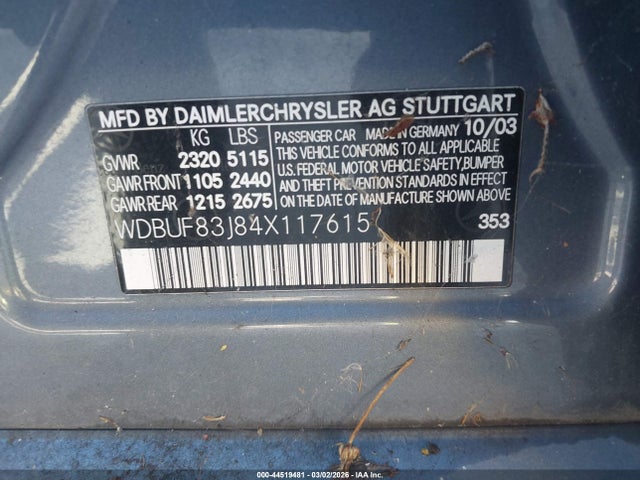 MFD BY DAIMLERCHRYSLER AG STUTTGART
KG LBS
GVWR 2320 5115
GAWR FRONT 1105 2440
GAWR REAR 1215 2675
PASSENGER CAR MADE IN GERMANY 10/03
THIS VEHICLE CONFORMS TO ALL APPLICABLE
U.S. FEDERAL MOTOR VEHICLE SAFETY, BUMPER
AND THEFT PREVENTION STANDARDS IN EFFECT
ON THE DATE OF MANUFACTURE SHOWN ABOVE.
WDBUF83J84X117615
353
000-44519481 - 03/02/2026 - IAAI.COM